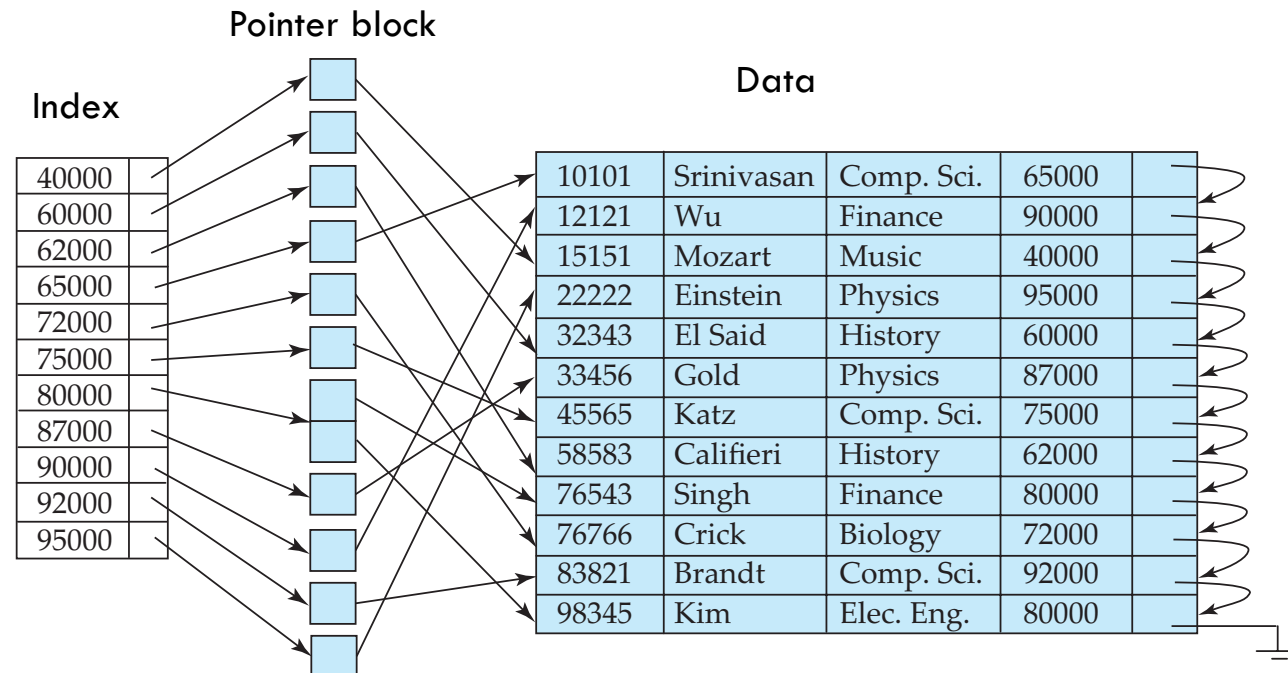 Pointer block
Index
Data
40000
60000
62000
65000
72000
75000
80000
87000
90000
92000
95000
10101 Srinivasan Comp. Sci. 65000
12121 Wu Finance 90000
15151 Mozart Music 40000
22222 Einstein Physics 95000
32343 El Said History 60000
33456 Gold Physics 87000
45565 Katz Comp. Sci. 75000
58583 Califieri History 62000
76543 Singh Finance 80000
76766 Crick Biology 72000
83821 Brandt Comp. Sci. 92000
98345 Kim Elec. Eng. 80000